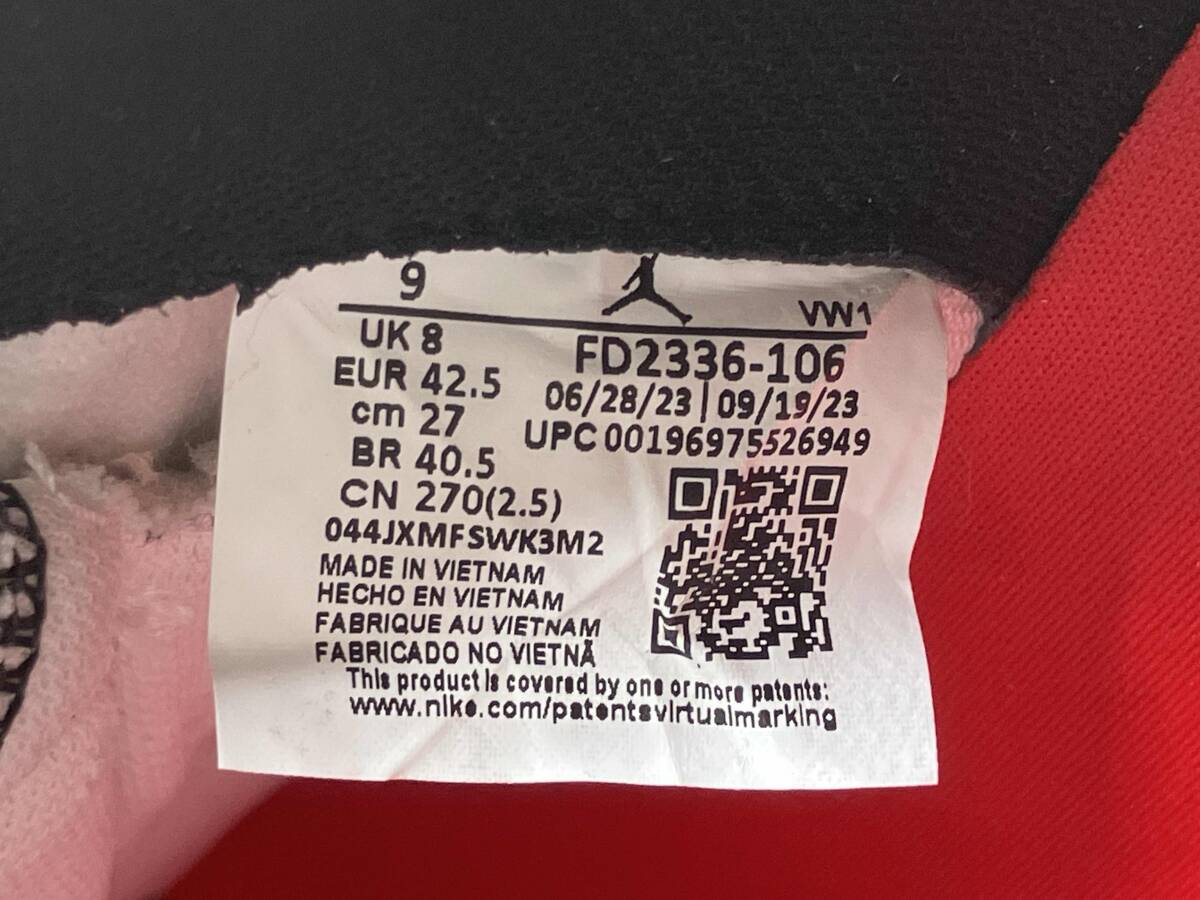 9
VW1
UK 8
EUR 42.5
cm 27
BR 40.5
CN 270(2.5)
FD2336-106
06/28/23|09/19/23
UPC 00196975526949
044JXMFSWK3M2
MADE IN VIETNAM
HECHO EN VIETNAM
FABRIQUE AU VIETNAM
FABRICADO NO VIETNÃ
This product is covered by one or more patents:
www.nike.com/patentsvirtualmarking